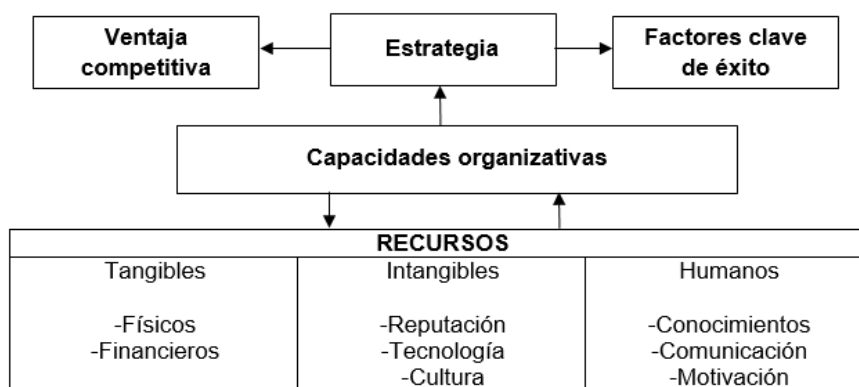 Ventaja
competitiva
Estrategia
Factores clave
de éxito
Capacidades organizativas
RECURSOS
Tangibles
-Físicos
-Financieros
Intangibles
-Reputación
-Tecnología
-Cultura
Humanos
-Conocimientos
-Comunicación
-Motivación